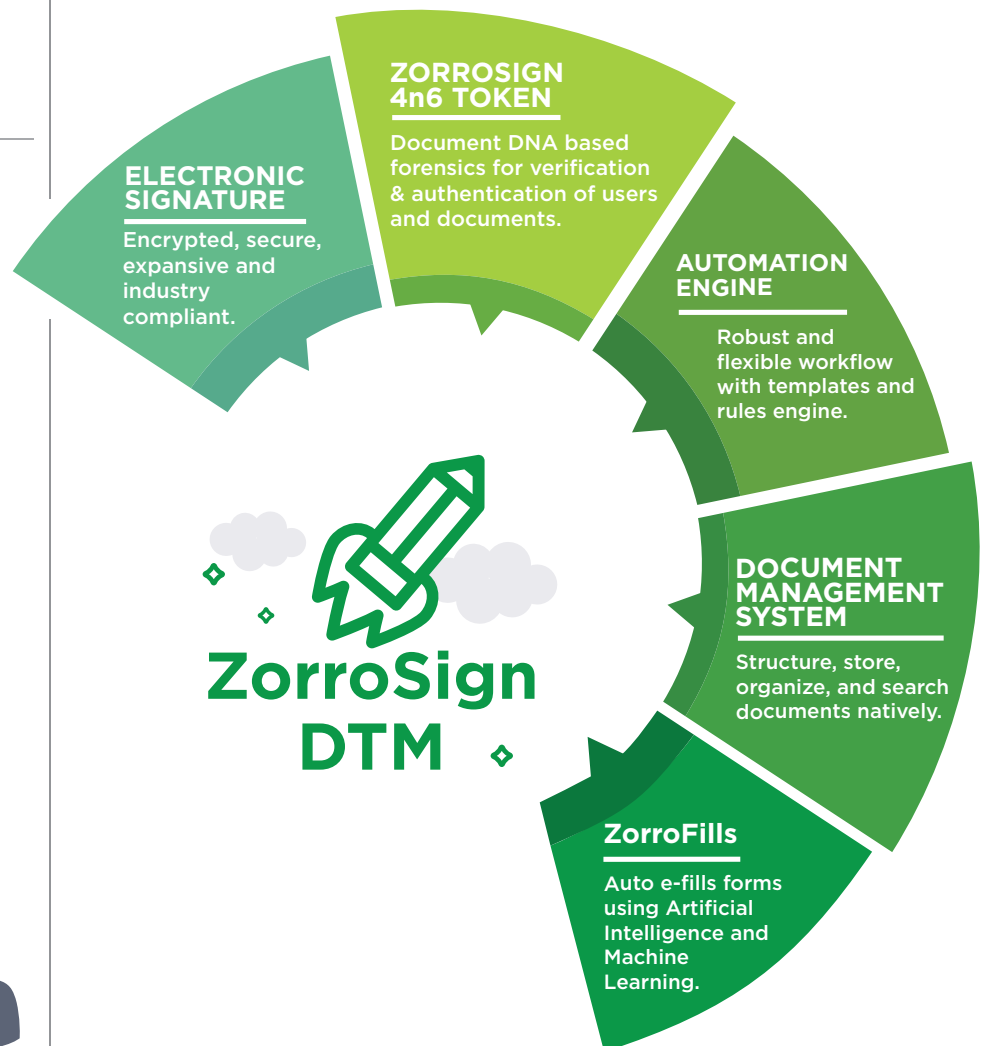 ELECTRONIC
SIGNATURE
Encrypted, secure,
expansive and
industry
compliant.
ZORROSIGN
4n6 TOKEN
Document DNA based
forensics for verification
& authentication of users
and documents.
AUTOMATION
ENGINE
Robust and
flexible workflow
with templates and
rules engine.
DOCUMENT
MANAGEMENT
SYSTEM
Structure, store,
organize, and search
documents natively.
ZorroFills
Auto e-fills forms
using Artificial
Intelligence and
Machine
Learning.
ZorroSign
DTM